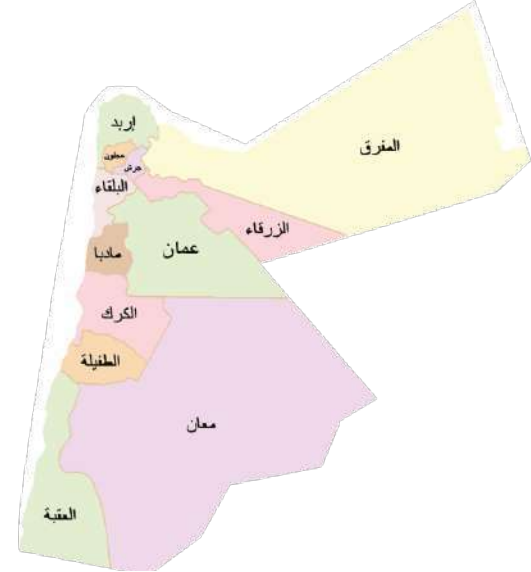 إربد
المفرق
عجلون
جرش
البلقاء
الزرقاء
عمان
مادبا
الكرك
الطفيلة
معان
العقبة